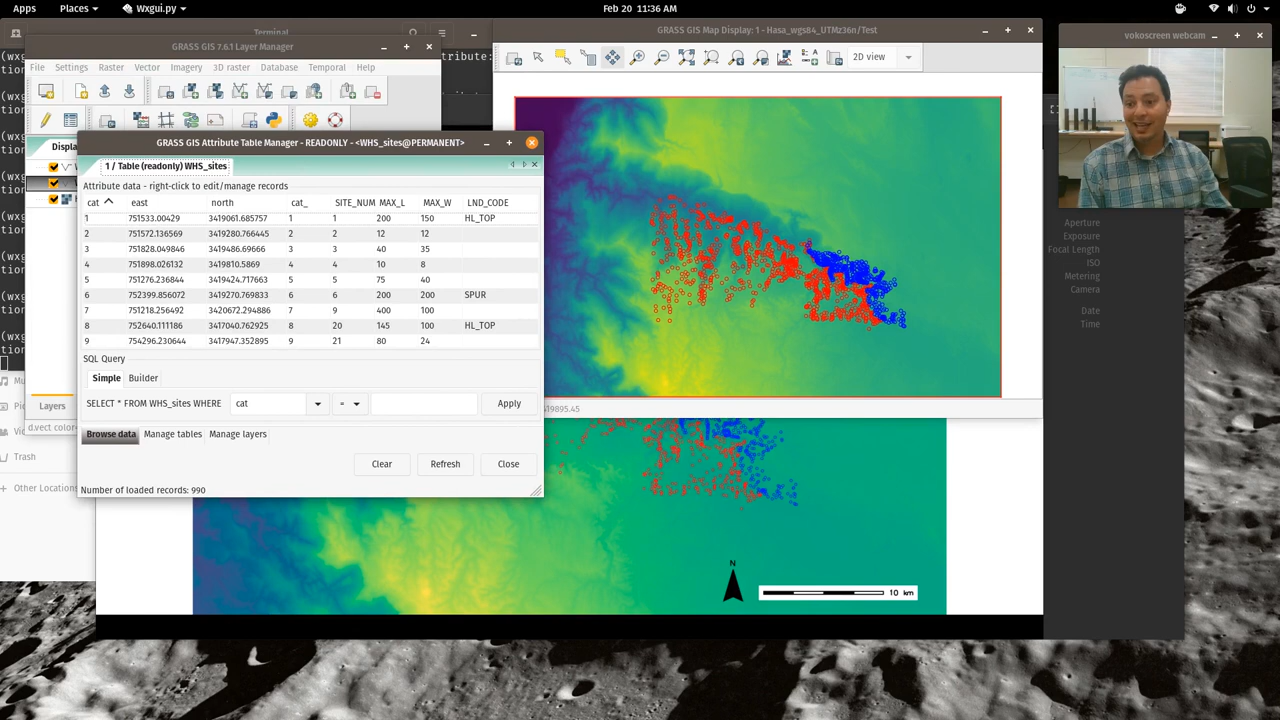 Apps Places Wxgui.py Feb 20 11:36 AM
Terminal
GRASS GIS 7.6.1 Layer Manager
File Settings Raster Vector Imagery 3D raster Database Temporal Help
GRASS GIS Map Display: 1 - Hasa_wgs84_UTMz36n/Test
2D view
vokoscreen webcam
GRASS GIS Attribute Table Manager - READONLY - <WHS_sites@PERMANENT>
1 / Table (readonly) WHS_sites
Attribute data - right-click to edit/manage records
cat east north cat_ SITE_NUM MAX_L MAX_W LND_CODE
1 751533.00429 3419061.685757 1 1 200 150 HL_TOP
2 751572.136569 3419280.766445 2 2 12 12
3 751828.049846 3419486.69666 3 3 40 35
4 751898.026132 3419810.5869 4 4 10 8
5 751276.236844 3419424.717663 5 5 75 40
6 752399.856072 3419270.769833 6 6 200 200 SPUR
7 751218.256492 3420672.294886 7 9 400 100
8 752640.111186 3417040.762925 8 20 145 100 HL_TOP
9 754296.230644 3417947.352895 9 21 80 24
SQL Query
Simple Builder
SELECT * FROM WHS_sites WHERE cat = Apply
Browse data Manage tables Manage layers
Clear Refresh Close
Number of loaded records: 990
Layers
Trash
Other Locations
19895.45
Aperture
Exposure
Focal Length
ISO
Metering
Camera
Date
Time
N
10 km